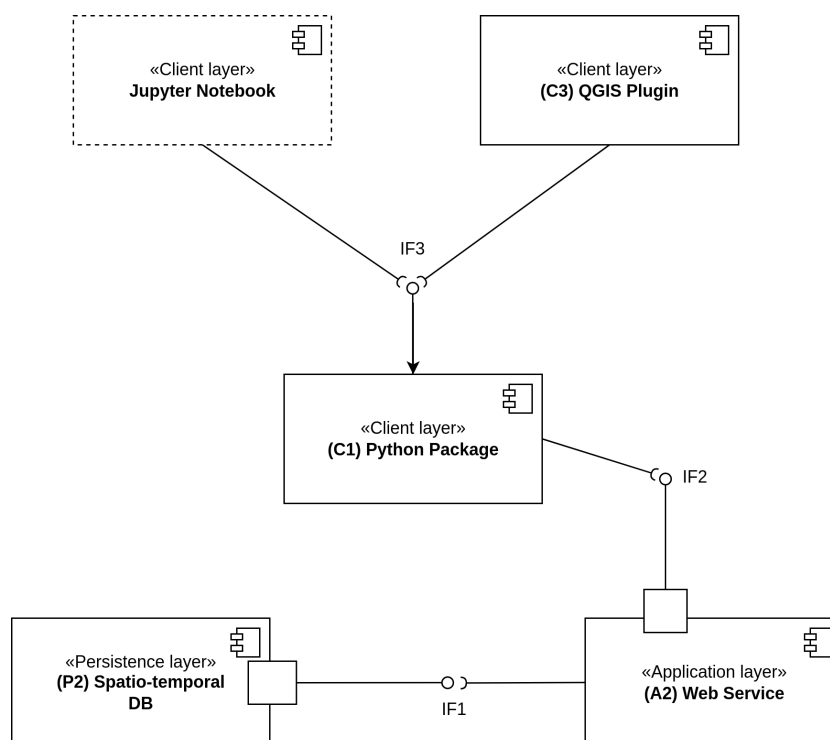 «Client layer»
Jupyter Notebook
«Client layer»
(C3) QGIS Plugin
IF3
«Client layer»
(C1) Python Package
IF2
«Persistence layer»
(P2) Spatio-temporal
DB
IF1
«Application layer»
(A2) Web Service